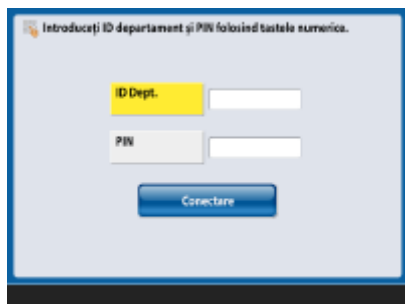 Introduceți ID departament și PIN folosind tastele numerice.
ID Dept.
PIN
Conectare